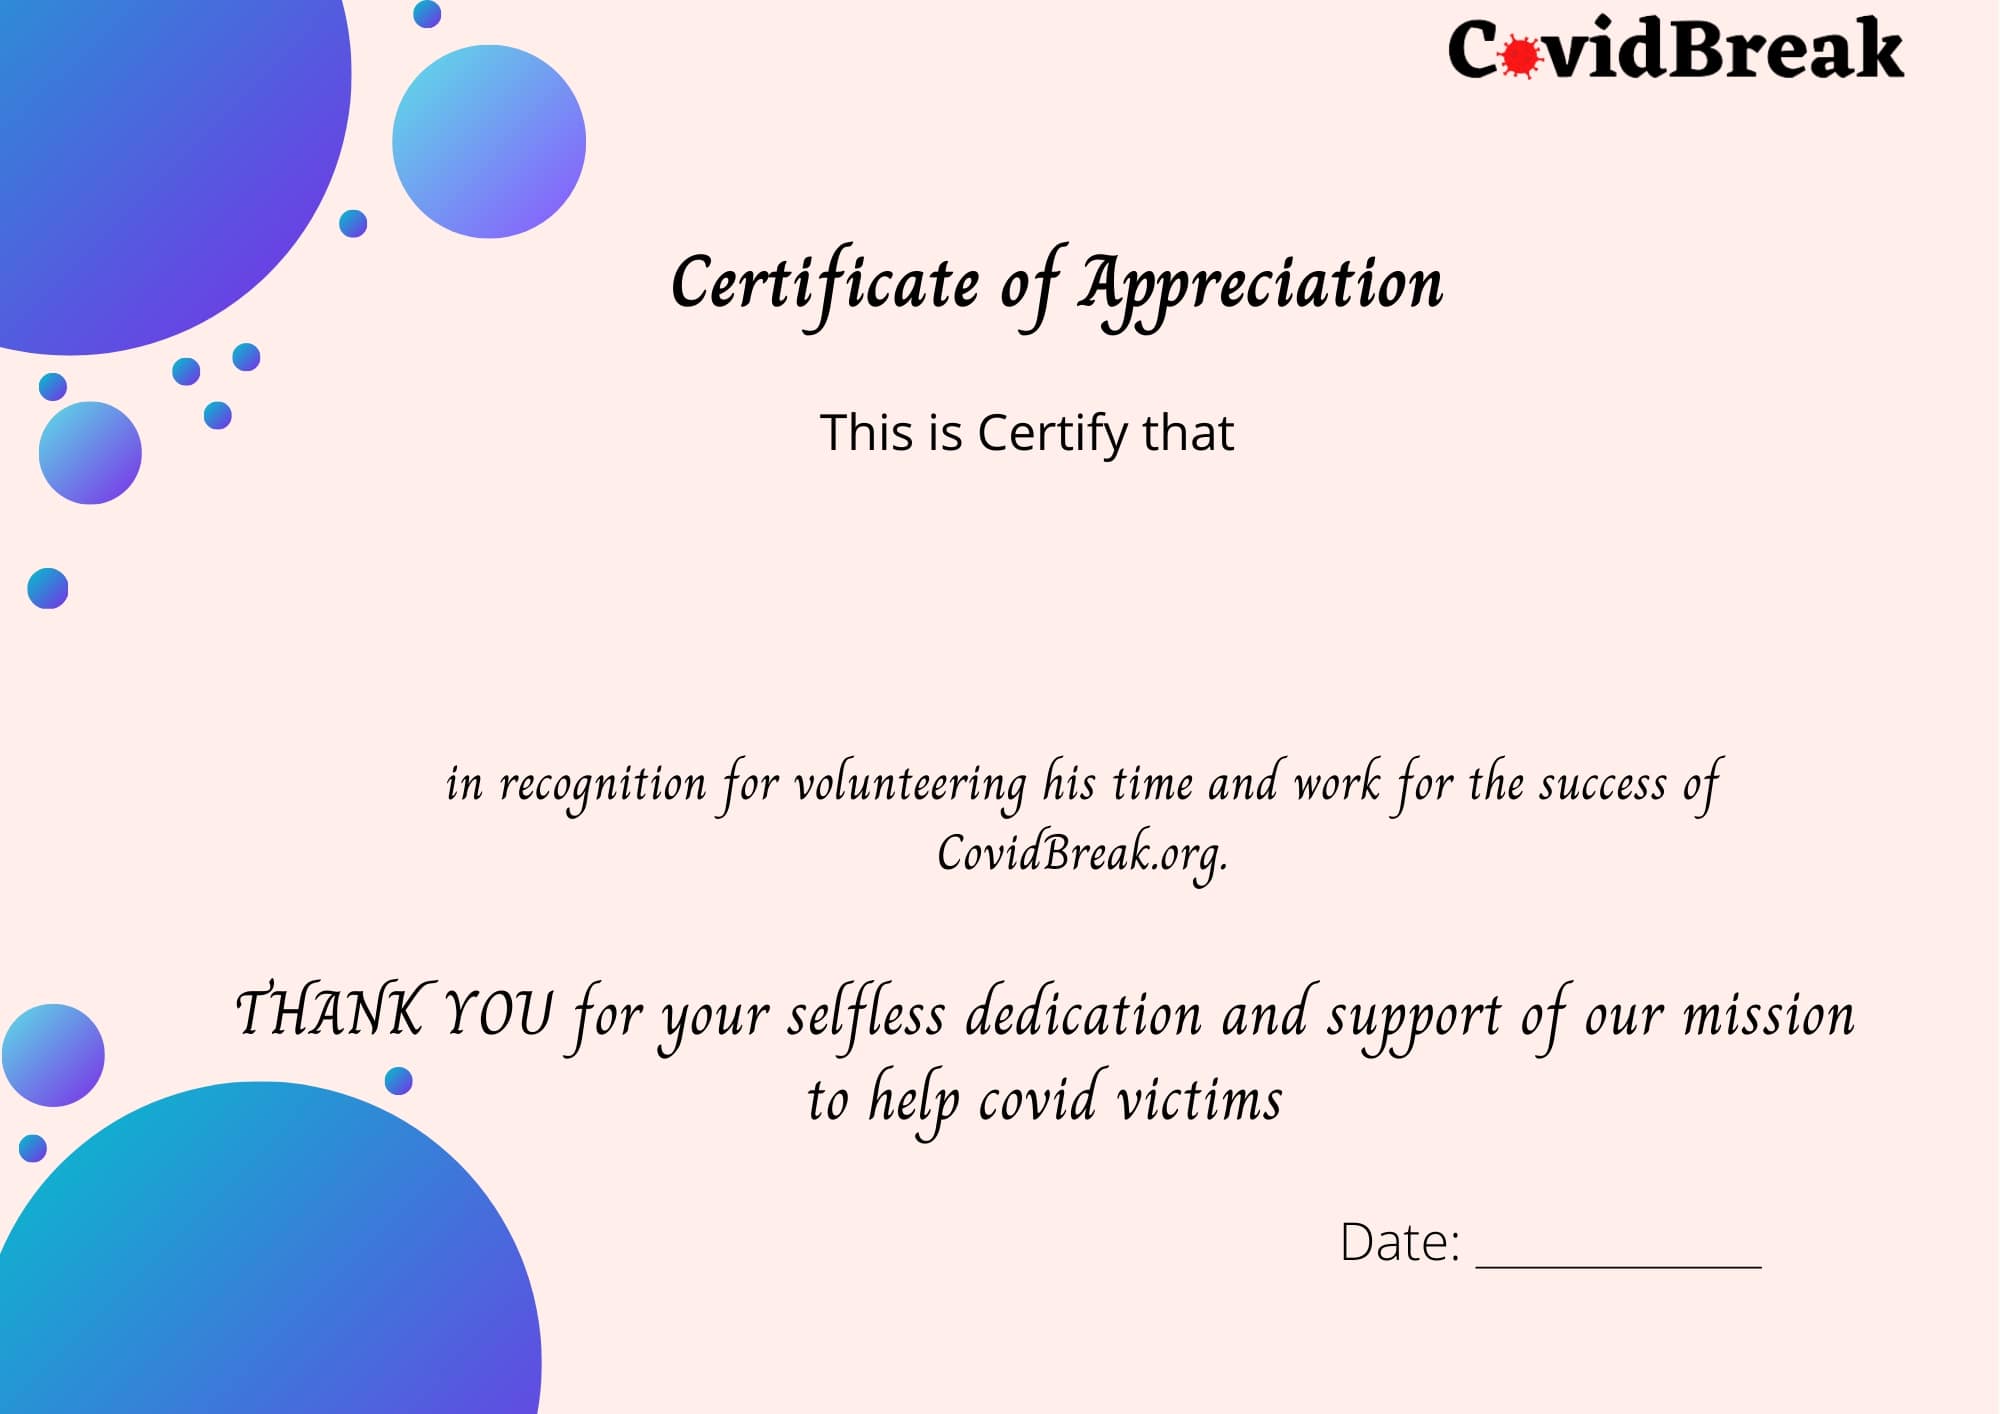 CovidBreak
Certificate of Appreciation
This is Certify that
in recognition for volunteering his time and work for the success of
CovidBreak.org.
THANK YOU for your selfless dedication and support of our mission
to help covid victims
Date: ___________